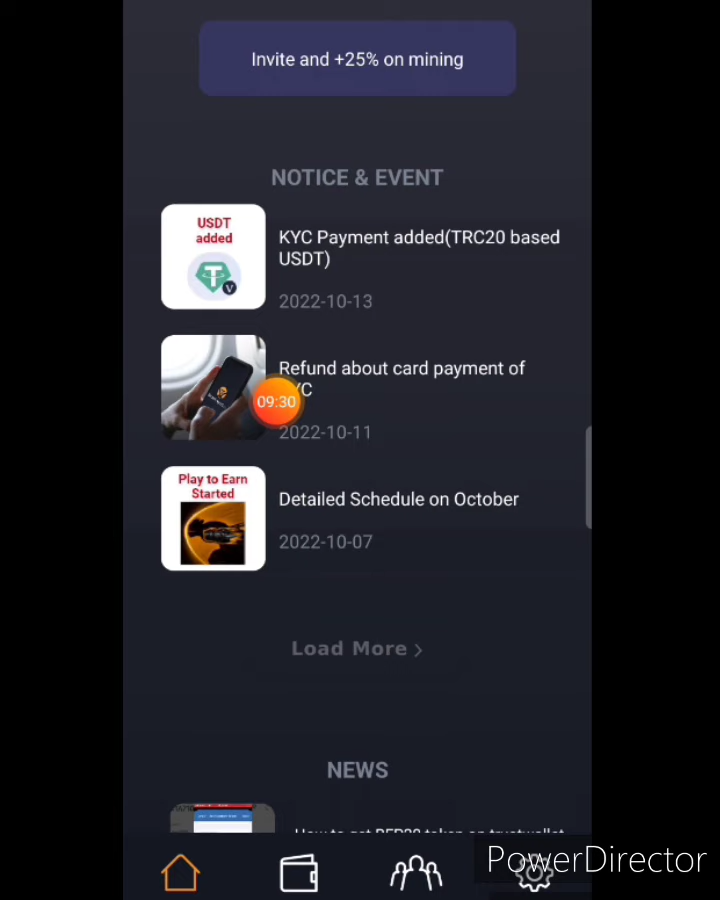 Invite and +25% on mining
NOTICE & EVENT
USDT
added
KYC Payment added(TRC20 based
USDT)
2022-10-13
Refund about card payment of
09:30
2022-10-11
Play to Earn
Started
Detailed Schedule on October
2022-10-07
Load More >
NEWS
PowerDirector